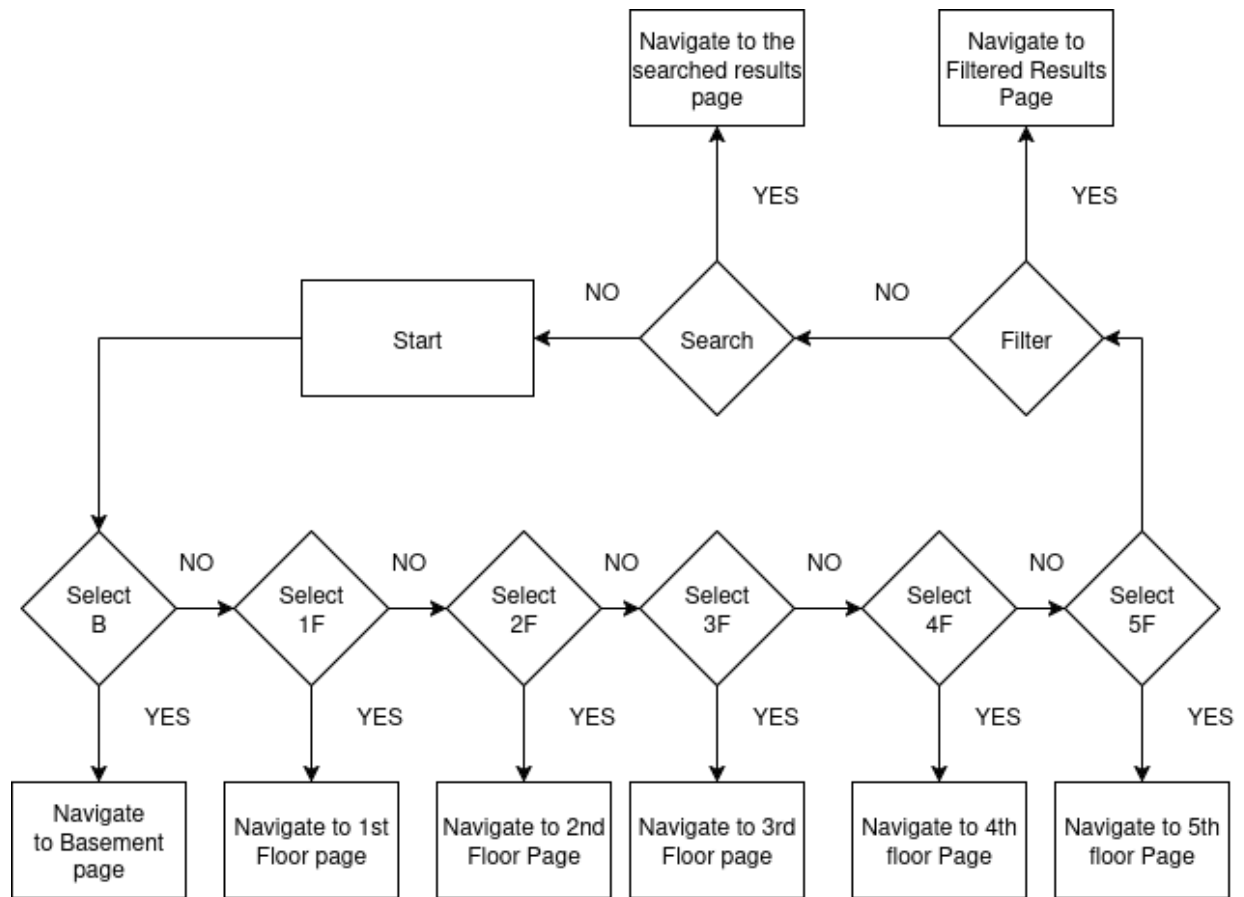 Navigate to the
searched results
page
Navigate to
Filtered Results
Page
YES
YES
NO
NO
Start
Search
Filter
Select
B
NO
Select
1F
NO
Select
2F
NO
Select
3F
NO
Select
4F
NO
Select
5F
YES
YES
YES
YES
YES
YES
Navigate
to Basement
page
Navigate to 1st
Floor page
Navigate to 2nd
Floor Page
Navigate to 3rd
Floor page
Navigate to 4th
floor Page
Navigate to 5th
floor Page